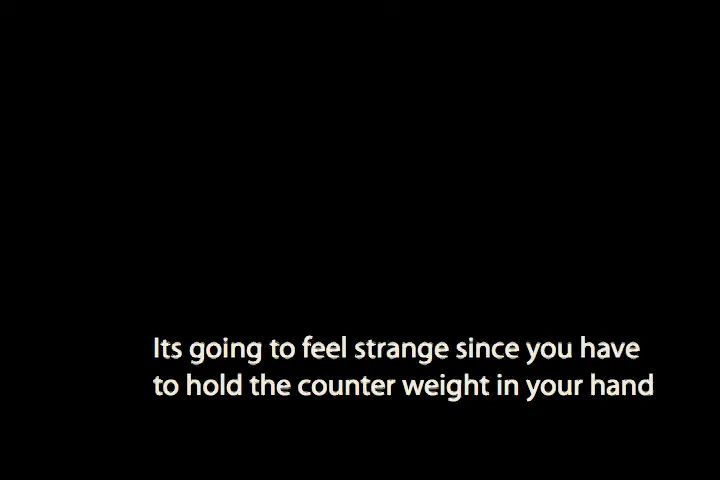 Its going to feel strange since you have
to hold the counter weight in your hand